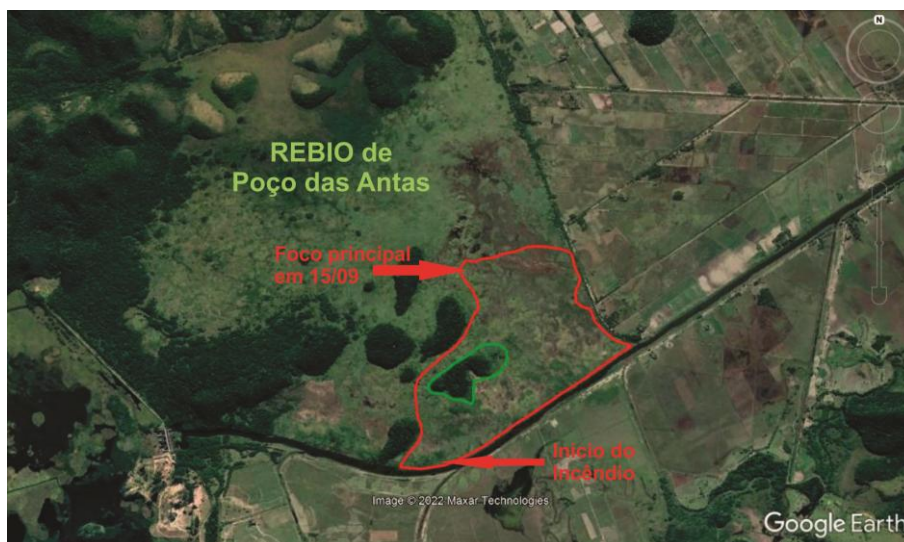 N
REBIO de
Poço das Antas
Foco principal
em 15/09
Início do
Incêndio
Image © 2022 Maxar Technologies
Google Earth